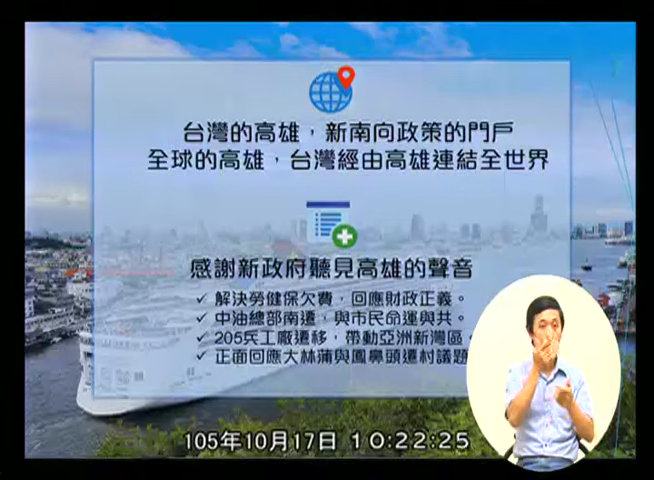 台灣的高雄，新南向政策的門戶
全球的高雄，台灣經由高雄連結全世界
感謝新政府聽見高雄的聲音
✓ 解決勞健保欠費，回應財政正義。
✓ 中油總部南遷，與市民命運與共。
✓ 205兵工廠遷移，帶動亞洲新灣區，
✓ 正面回應大林蒲與鳳鼻頭遷村議題
105年10月17日 10:22:25